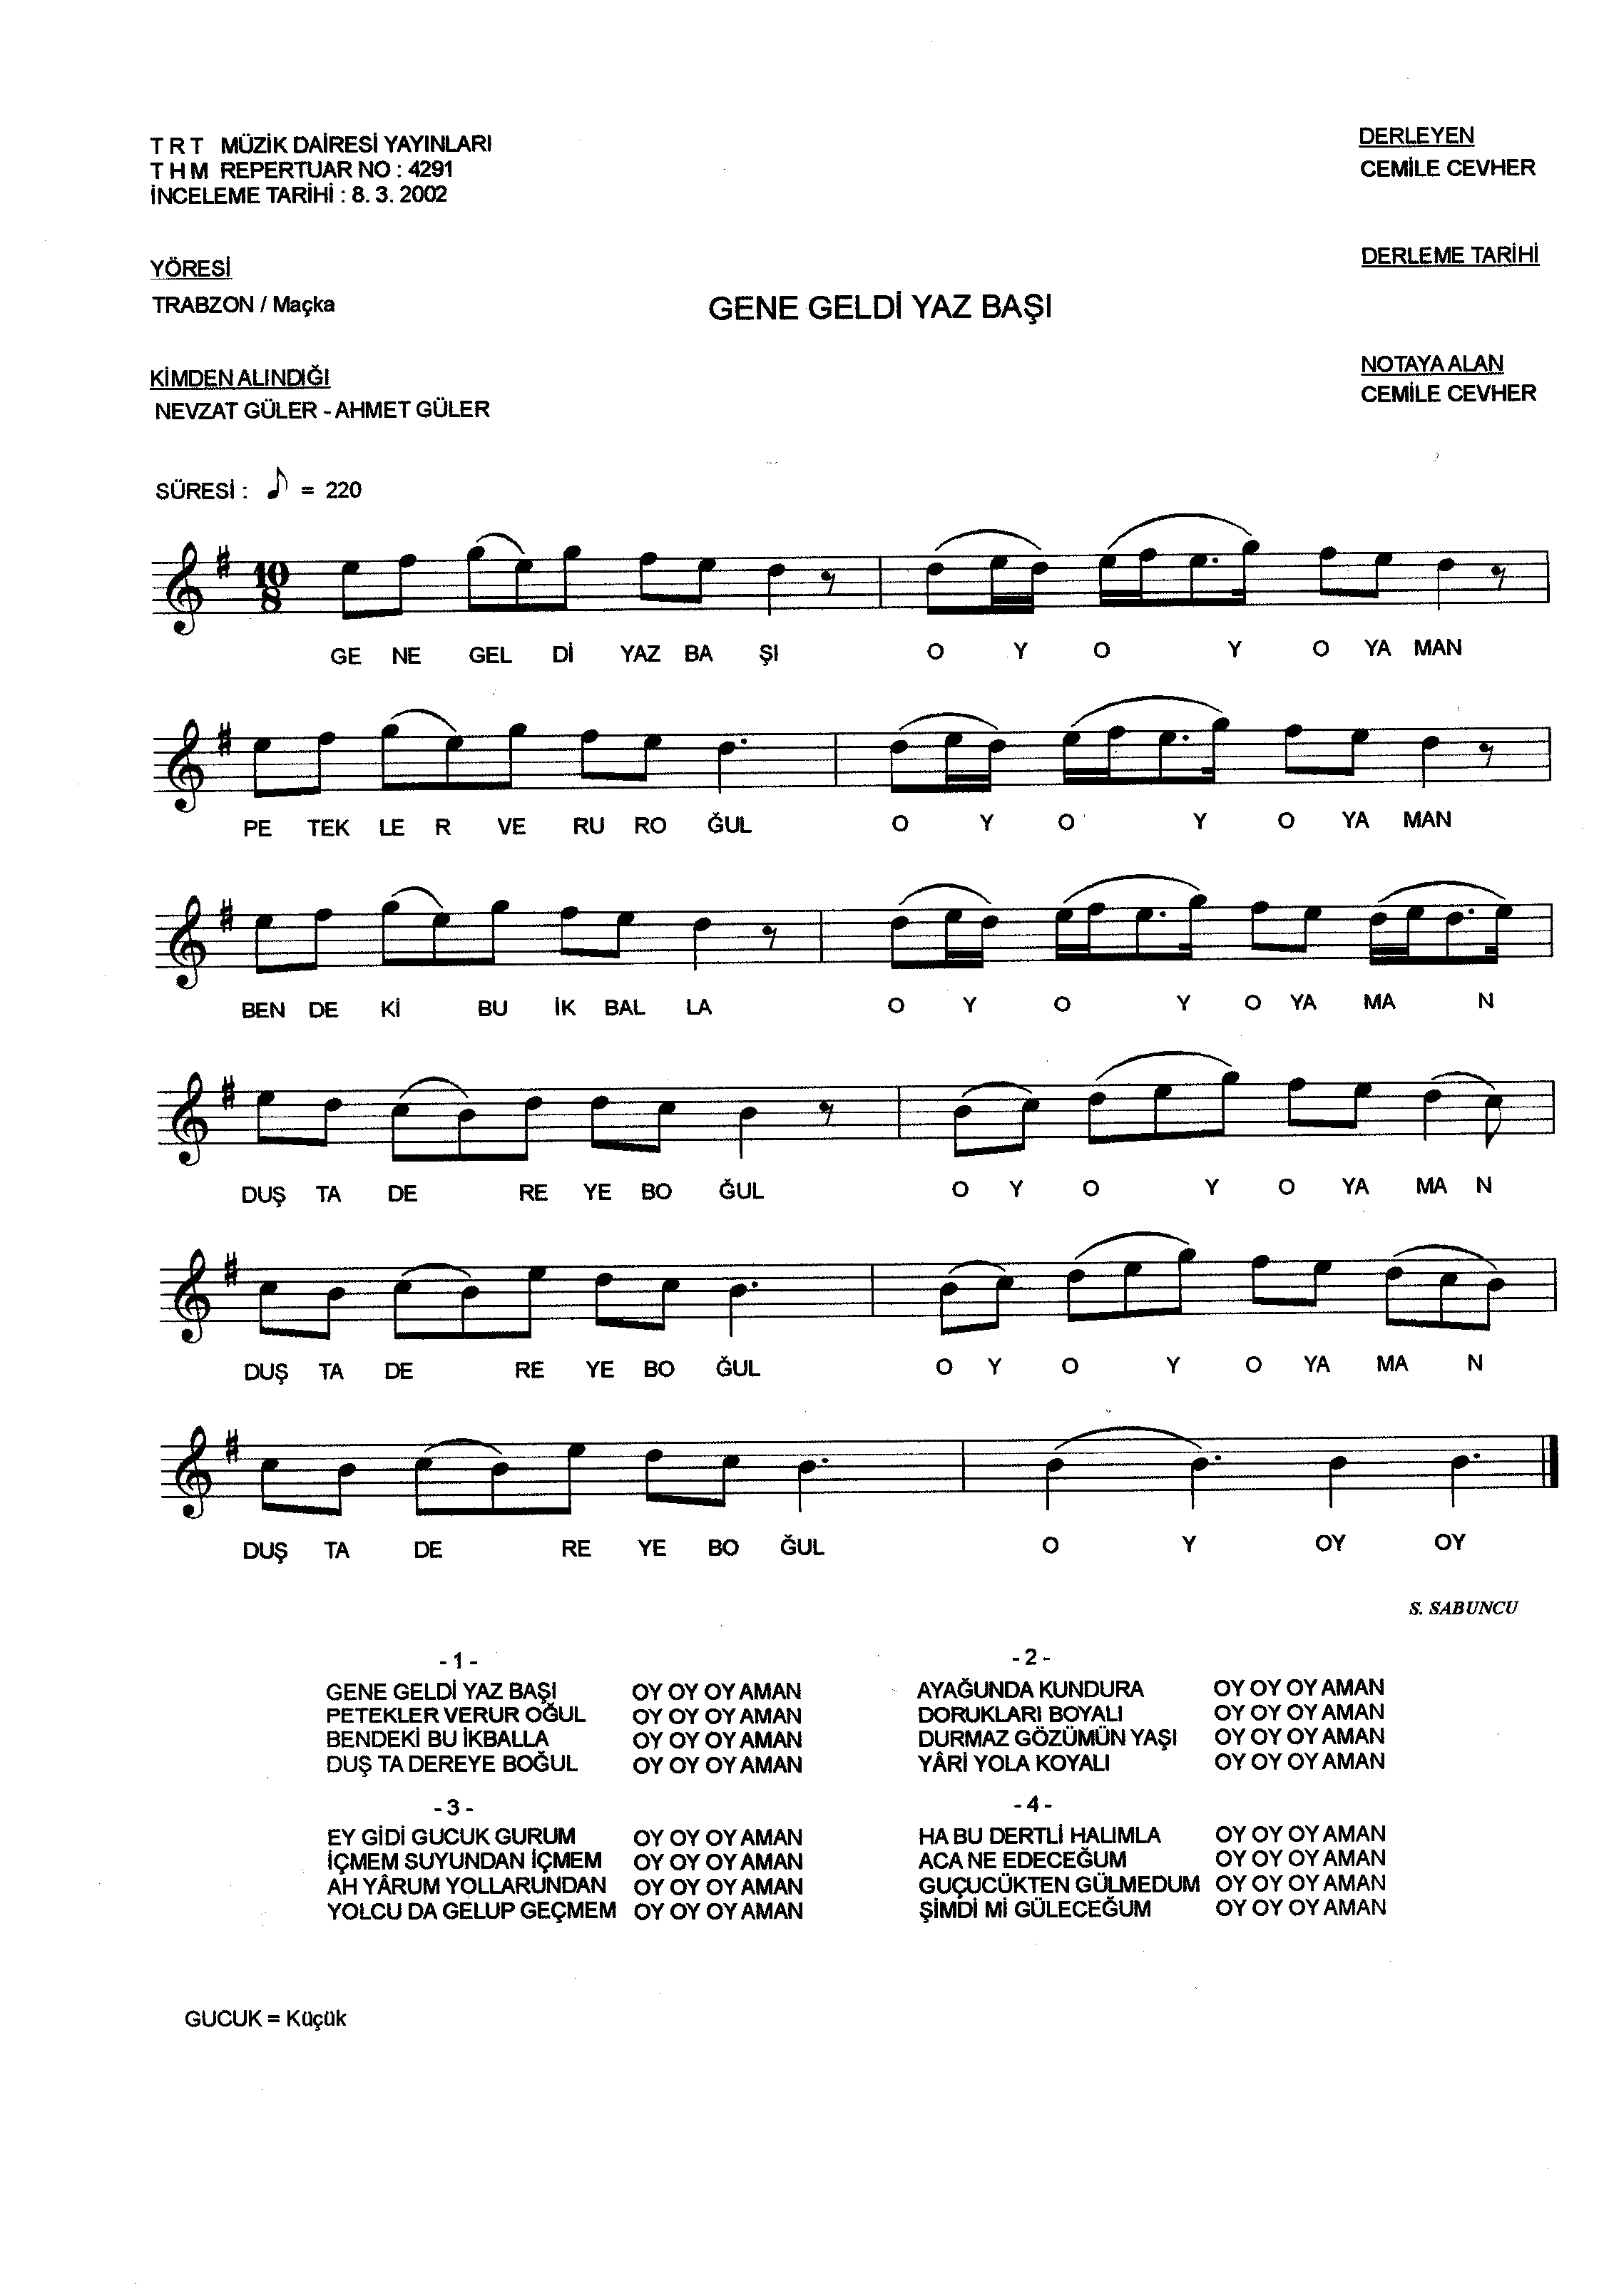 T R T MÜZİK DAİRESİ YAYINLARI
T H M REPERTUAR NO : 4291
İNCELEME TARİHİ : 8. 3. 2002
DERLEYEN
CEMİLE CEVHER
YÖRESİ
TRABZON / Maçka
DERLEME TARİHİ
GENE GELDİ YAZ BAŞI
KİMDEN ALINDIĞI
NEVZAT GÜLER - AHMET GÜLER
NOTAYA ALAN
CEMİLE CEVHER
SÜRESİ : ♪ = 220
10
8
GE NE GEL Dİ YAZ BA ŞI O Y O Y O YA MAN
PE TEK LE R VE RU RO ĞUL O Y O Y O YA MAN
BEN DE Kİ BU İK BAL LA O Y O Y O YA MA N
DUŞ TA DE RE YE BO ĞUL O Y O Y O YA MA N
DUŞ TA DE RE YE BO ĞUL O Y O Y O YA MA N
DUŞ TA DE RE YE BO ĞUL O Y OY OY
S. SABUNCU
- 1 -
GENE GELDİ YAZ BAŞI OY OY OY AMAN
PETEKLER VERUR OĞUL OY OY OY AMAN
BENDEKİ BU İKBALLA OY OY OY AMAN
DUŞ TA DEREYE BOĞUL OY OY OY AMAN
- 2 -
AYAĞUNDA KUNDURA OY OY OY AMAN
DORUKLARI BOYALI OY OY OY AMAN
DURMAZ GÖZÜMÜN YAŞI OY OY OY AMAN
YÂRİ YOLA KOYALI OY OY OY AMAN
- 3 -
EY GİDİ GUCUK GURUM OY OY OY AMAN
İÇMEM SUYUNDAN İÇMEM OY OY OY AMAN
AH YÂRUM YOLLARUNDAN OY OY OY AMAN
YOLCU DA GELUP GEÇMEM OY OY OY AMAN
- 4 -
HA BU DERTLİ HALIMLA OY OY OY AMAN
ACA NE EDECEĞUM OY OY OY AMAN
GUÇUCÜKTEN GÜLMEDUM OY OY OY AMAN
ŞİMDİ Mİ GÜLECEĞUM OY OY OY AMAN
GUCUK = Küçük